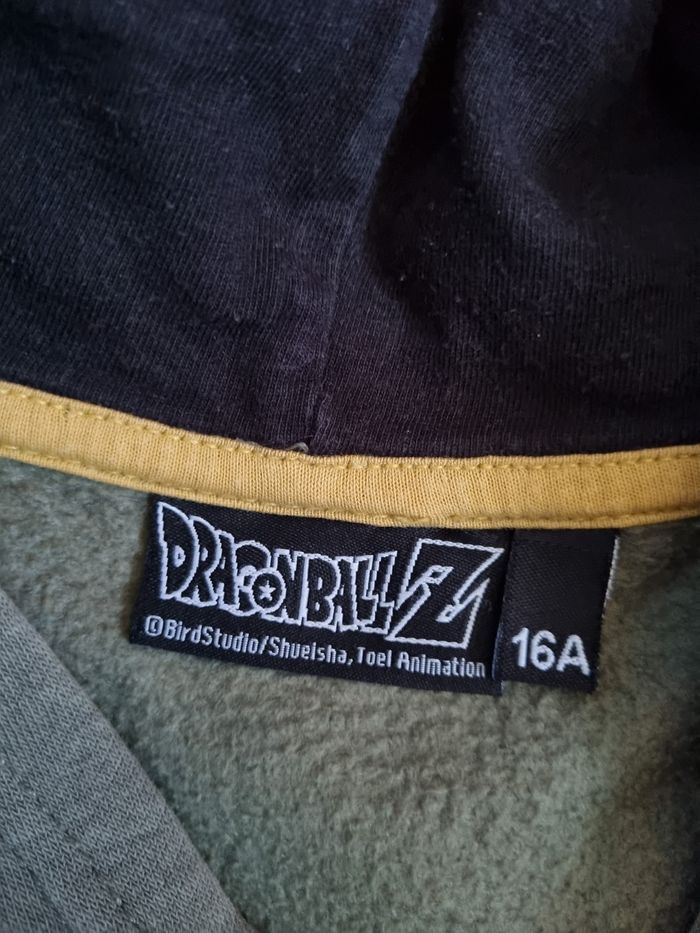 DRAGONBALL Z
©BirdStudio/Shueisha, Toei Animation
16A